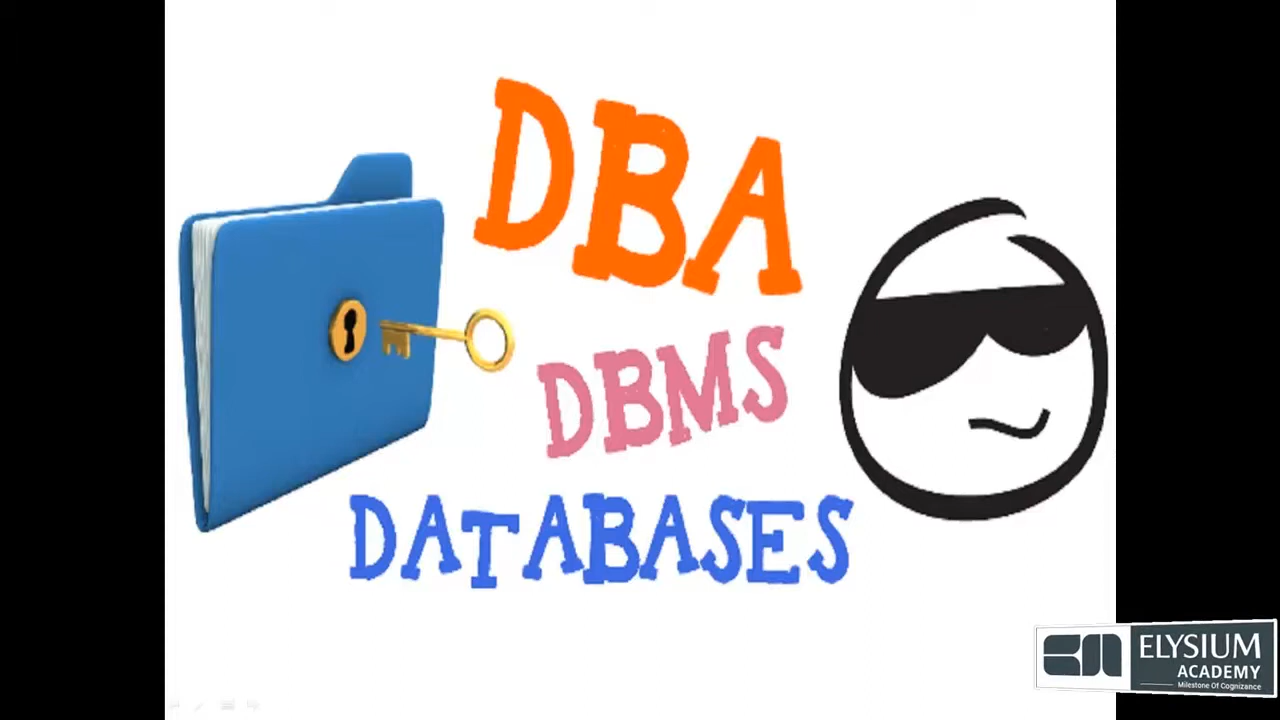 DBA
DBMS
DATABASES
ELYSIUM
ACADEMY
Milestone Of Cognizance